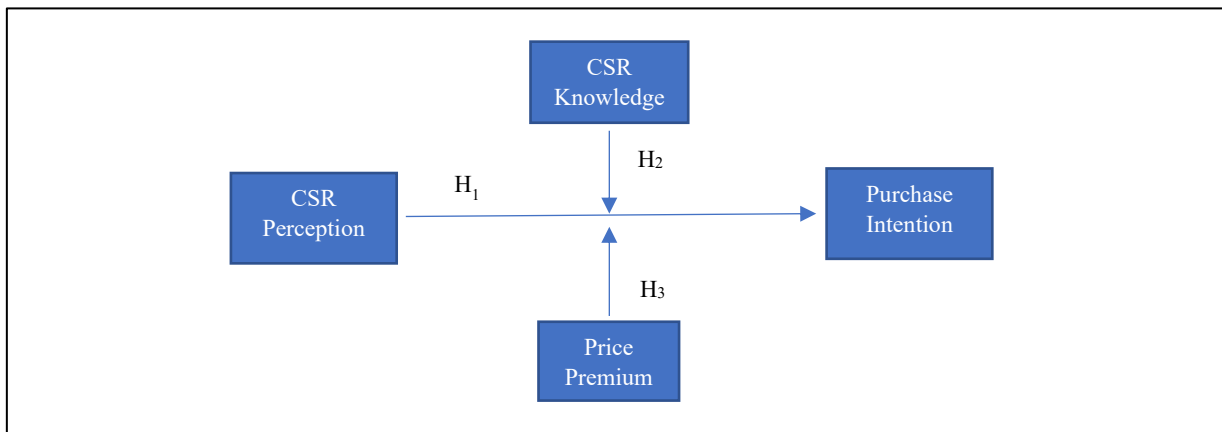 CSR
Knowledge
H₂
CSR
Perception
H₁
Purchase
Intention
H₃
Price
Premium